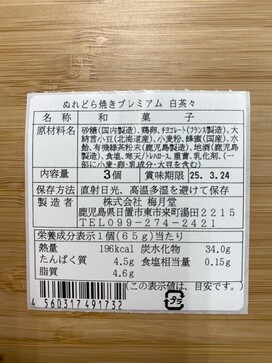 ぬれどら焼きプレミアム 白茶々
名称 和菓子
原材料名 砂糖(国内製造)、鶏卵、チョコレート(フランス製造)、大
納言小豆(北海道産)、小麦粉、蜂蜜(国産)、水
飴、有機緑茶粉末(鹿児島製造)、地酒(鹿児島
製造)、食塩、寒天/トレハロース、重曹、乳化剤、(一
部に小麦・卵・乳成分・大豆を含む)
内容量 3個 賞味期限 25. 3.24
保存方法 直射日光、高温多湿を避けて保存
製造者 株式会社 梅月堂
鹿児島県日置市東市来町湯田2215
TEL099-274-2421
栄養成分表示1個(65g)当たり
熱量 196kcal 炭水化物 34.0g
たんぱく質 4.5g 食塩相当量 0.15g
脂質 4.6g
(この表示値は、目安です。)
4 560317 491732
プラ